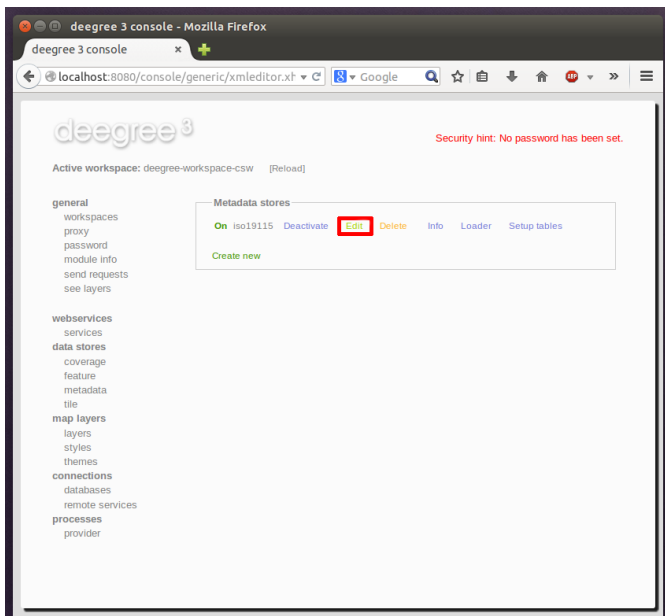 deegree 3 console - Mozilla Firefox
deegree 3 console
localhost:8080/console/generic/xmleditor.xh
Google
ABP
deegree 3
Security hint: No password has been set.
Active workspace: deegree-workspace-csw [Reload]
general
workspaces
proxy
password
module info
send requests
see layers
Metadata stores
On iso19115 Deactivate Edit Delete Info Loader Setup tables
Create new
webservices
services
data stores
coverage
feature
metadata
tile
map layers
layers
styles
themes
connections
databases
remote services
processes
provider